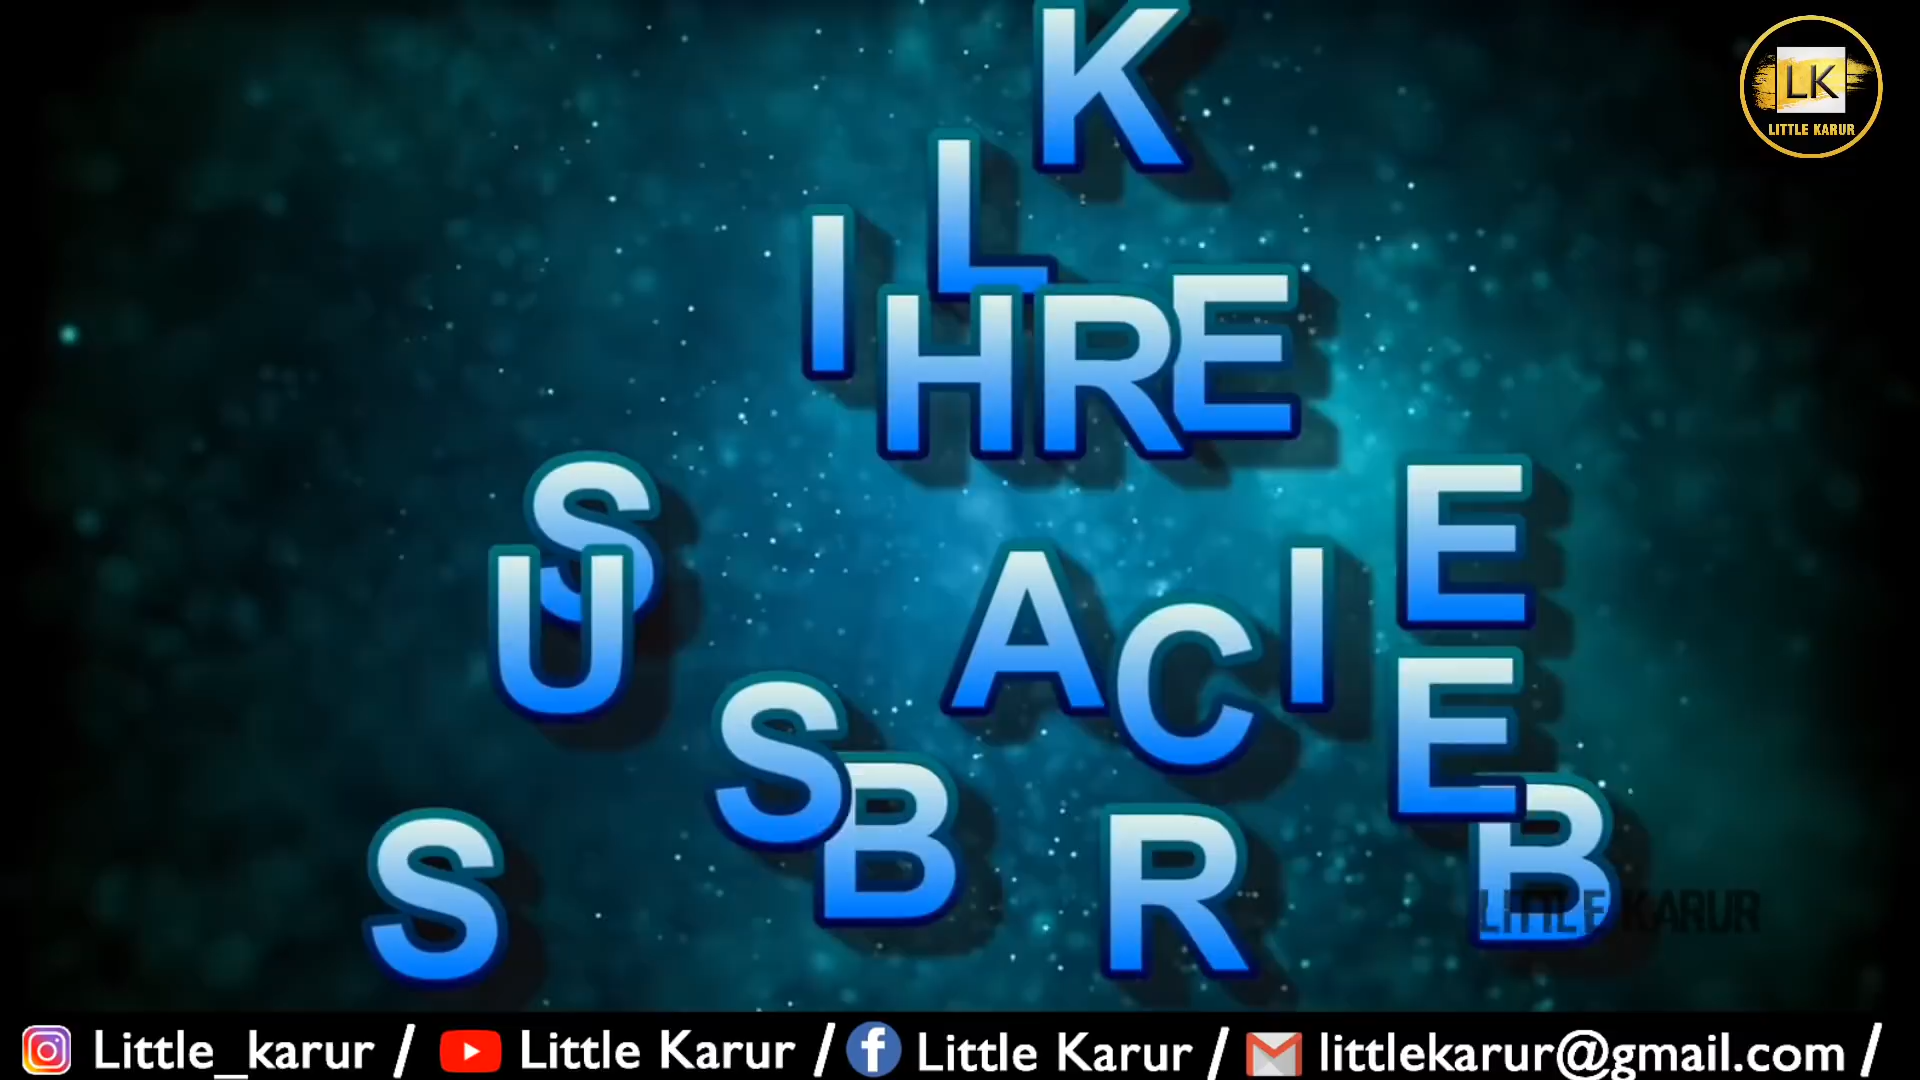 K
L
I
HRE
S
E
U
A
C
I
S
E
B
S
R
B
LK
LITTLE KARUR
LITTLE KARUR
Little_karur / Little Karur / Little Karur / littlekarur@gmail.com /